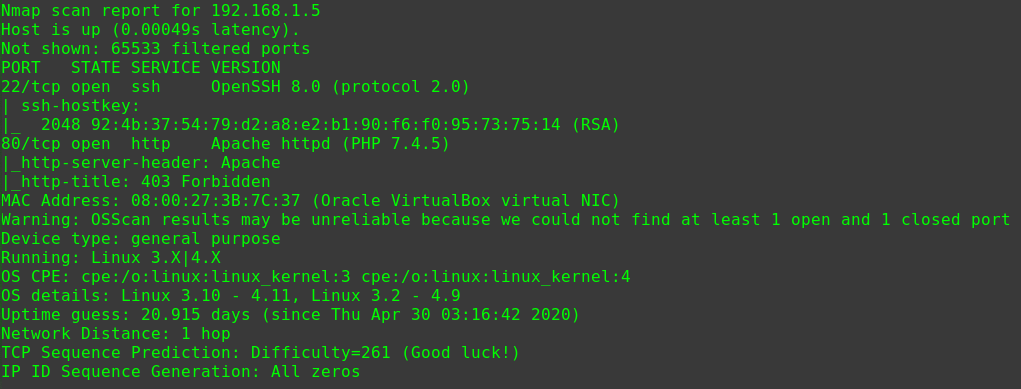 Nmap scan report for 192.168.1.5
Host is up (0.00049s latency).
Not shown: 65533 filtered ports
PORT   STATE SERVICE VERSION
22/tcp open  ssh     OpenSSH 8.0 (protocol 2.0)
| ssh-hostkey:
|_  2048 92:4b:37:54:79:d2:a8:e2:b1:90:f6:f0:95:73:75:14 (RSA)
80/tcp open  http    Apache httpd (PHP 7.4.5)
|_http-server-header: Apache
|_http-title: 403 Forbidden
MAC Address: 08:00:27:3B:7C:37 (Oracle VirtualBox virtual NIC)
Warning: OSScan results may be unreliable because we could not find at least 1 open and 1 closed port
Device type: general purpose
Running: Linux 3.X|4.X
OS CPE: cpe:/o:linux:linux_kernel:3 cpe:/o:linux:linux_kernel:4
OS details: Linux 3.10 - 4.11, Linux 3.2 - 4.9
Uptime guess: 20.915 days (since Thu Apr 30 03:16:42 2020)
Network Distance: 1 hop
TCP Sequence Prediction: Difficulty=261 (Good luck!)
IP ID Sequence Generation: All zeros